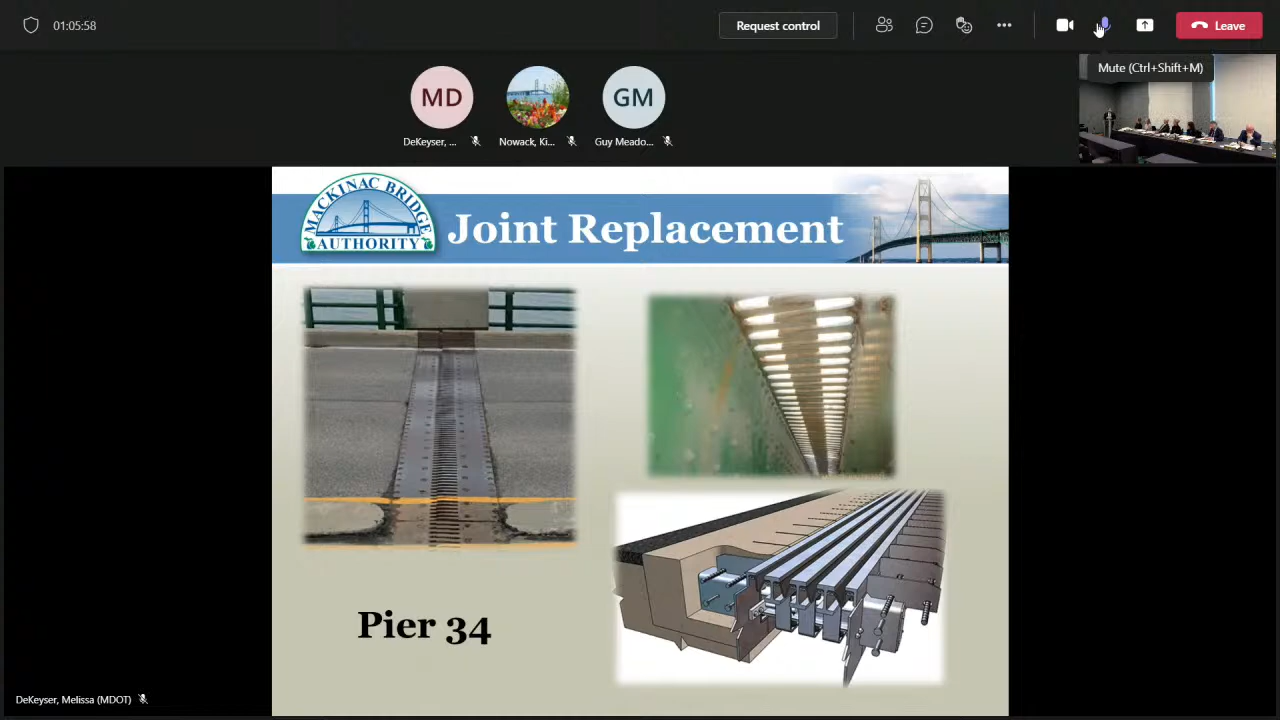 01:05:58
Request control
Leave
Mute (Ctrl+Shift+M)
MD
GM
DeKeyser, ...
Nowack, Ki...
Guy Meado...
MACKINAC BRIDGE
AUTHORITY
Joint Replacement
Pier 34
DeKeyser, Melissa (MDOT)